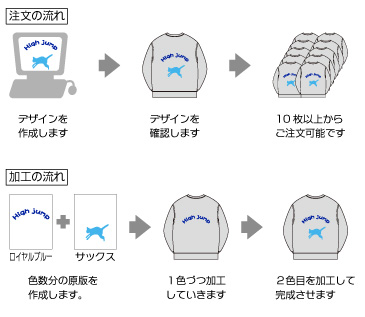 注文の流れ
High Jump
High Jump
デザインを
作成します
デザインを
確認します
10枚以上から
ご注文可能です
加工の流れ
High Jump
ロイヤルブルー
サックス
High Jump
High Jump
色数分の原版を
作成します。
1色づつ加工
していきます
2色目を加工して
完成させます